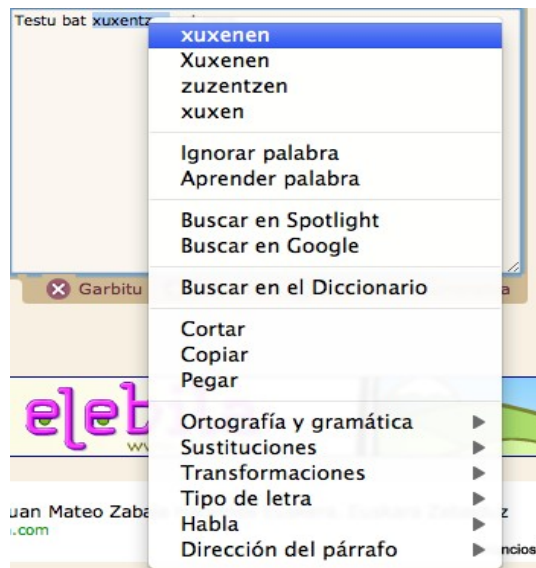 Testu bat
xuxenen
Xuxenen
zuzentzen
xuxen
Ignorar palabra
Aprender palabra
Buscar en Spotlight
Buscar en Google
Buscar en el Diccionario
Garbitu
Cortar
Copiar
Pegar
Ortografía y gramática
Sustituciones
Transformaciones
Tipo de letra
Habla
Dirección del párrafo
uan Mateo
.com
ncios